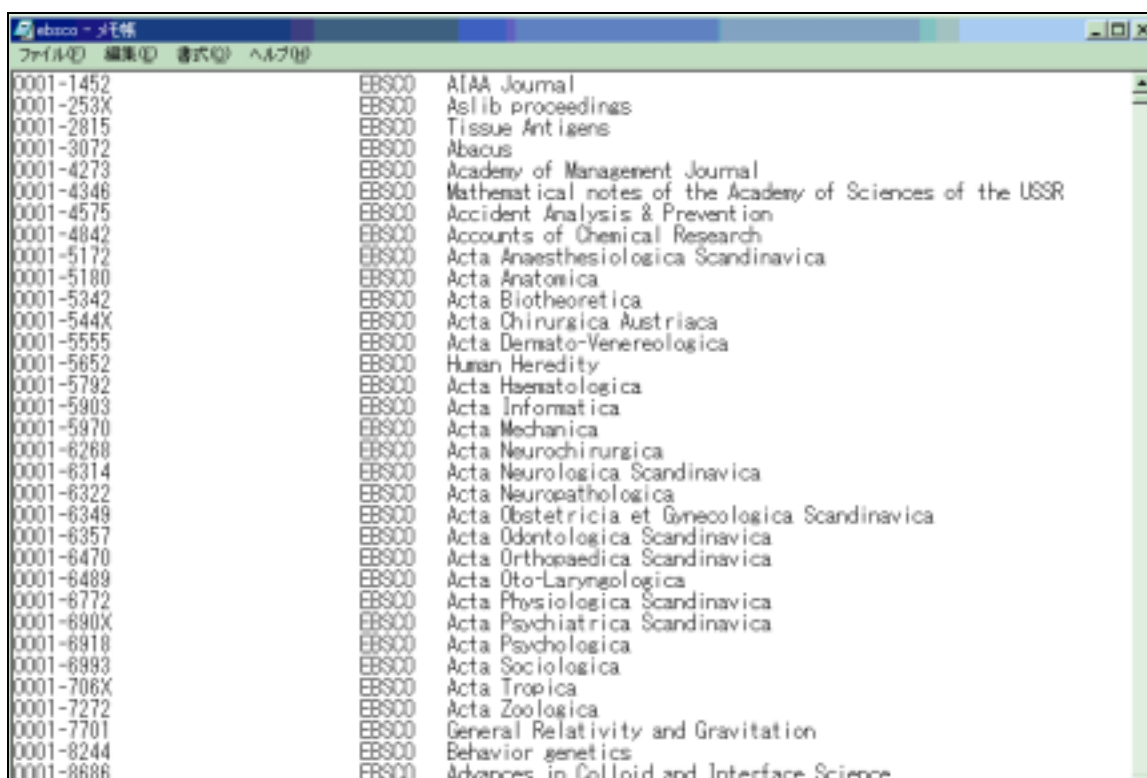 ebsco - メモ帳
ファイル(F) 編集(E) 書式(O) ヘルプ(H)
0001-1452 EBSCO AIAA Journal
0001-253X EBSCO Aslib proceedings
0001-2815 EBSCO Tissue Antigens
0001-3072 EBSCO Abacus
0001-4273 EBSCO Academy of Management Journal
0001-4346 EBSCO Mathematical notes of the Academy of Sciences of the USSR
0001-4575 EBSCO Accident Analysis & Prevention
0001-4842 EBSCO Accounts of Chemical Research
0001-5172 EBSCO Acta Anaesthesiologica Scandinavica
0001-5180 EBSCO Acta Anatomica
0001-5342 EBSCO Acta Biotheoretica
0001-544X EBSCO Acta Chirurgica Austriaca
0001-5555 EBSCO Acta Dermato-Venereologica
0001-5652 EBSCO Human Heredity
0001-5792 EBSCO Acta Haematologica
0001-5903 EBSCO Acta Informatica
0001-5970 EBSCO Acta Mechanica
0001-6268 EBSCO Acta Neurochirurgica
0001-6314 EBSCO Acta Neurologica Scandinavica
0001-6322 EBSCO Acta Neuropathologica
0001-6349 EBSCO Acta Obstetricia et Gynecologica Scandinavica
0001-6357 EBSCO Acta Odontologica Scandinavica
0001-6470 EBSCO Acta Orthopaedica Scandinavica
0001-6489 EBSCO Acta Oto-Laryngologica
0001-6772 EBSCO Acta Physiologica Scandinavica
0001-690X EBSCO Acta Psychiatrica Scandinavica
0001-6918 EBSCO Acta Psychologica
0001-6993 EBSCO Acta Sociologica
0001-706X EBSCO Acta Tropica
0001-7272 EBSCO Acta Zoologica
0001-7701 EBSCO General Relativity and Gravitation
0001-8244 EBSCO Behavior genetics
0001-8686 EBSCO Advances in Colloid and Interface Science